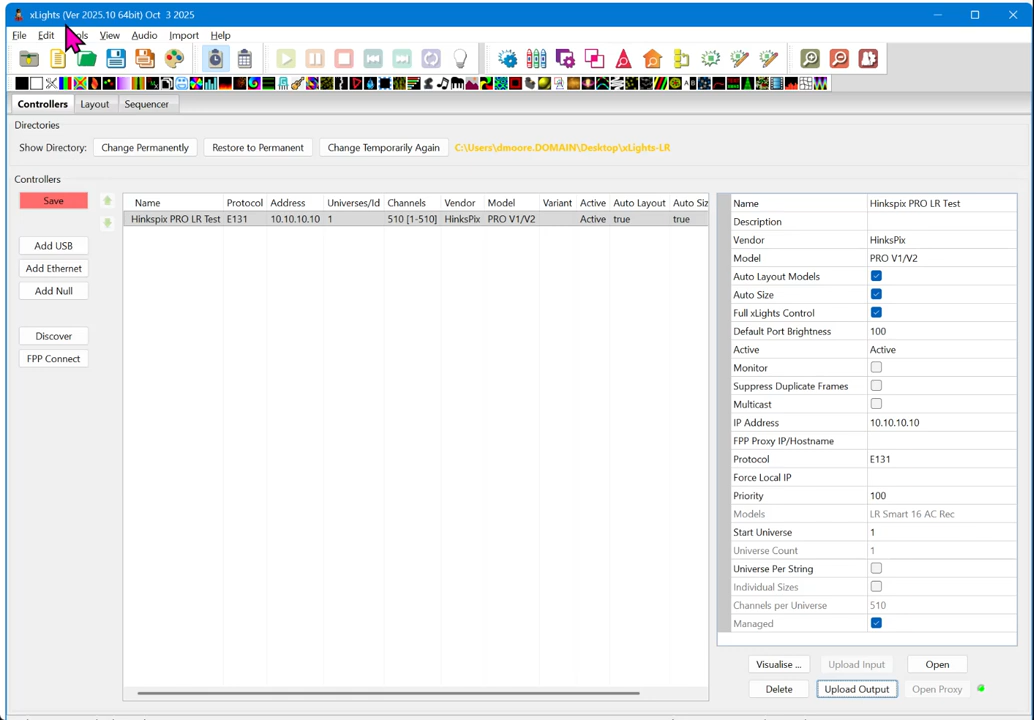 xLights (Ver 2025.10 64bit) Oct 3 2025
File Edit Tools View Audio Import Help
Controllers Layout Sequencer
Directories
Show Directory: Change Permanently Restore to Permanent Change Temporarily Again C:\Users\dmoore.DOMAIN\Desktop\xLights-LR
Controllers
Save
Add USB
Add Ethernet
Add Null
Discover
FPP Connect
Name Protocol Address Universes/Id Channels Vendor Model Variant Active Auto Layout Auto Siz
Hinkspix PRO LR Test E131 10.10.10.10 1 510 [1-510] HinksPix PRO V1/V2 Active true true
Name Hinkspix PRO LR Test
Description
Vendor HinksPix
Model PRO V1/V2
Auto Layout Models
Auto Size
Full xLights Control
Default Port Brightness 100
Active Active
Monitor
Suppress Duplicate Frames
Multicast
IP Address 10.10.10.10
FPP Proxy IP/Hostname
Protocol E131
Force Local IP
Priority 100
Models LR Smart 16 AC Rec
Start Universe 1
Universe Count 1
Universe Per String
Individual Sizes
Channels per Universe 510
Managed
Visualise ... Upload Input Open
Delete Upload Output Open Proxy